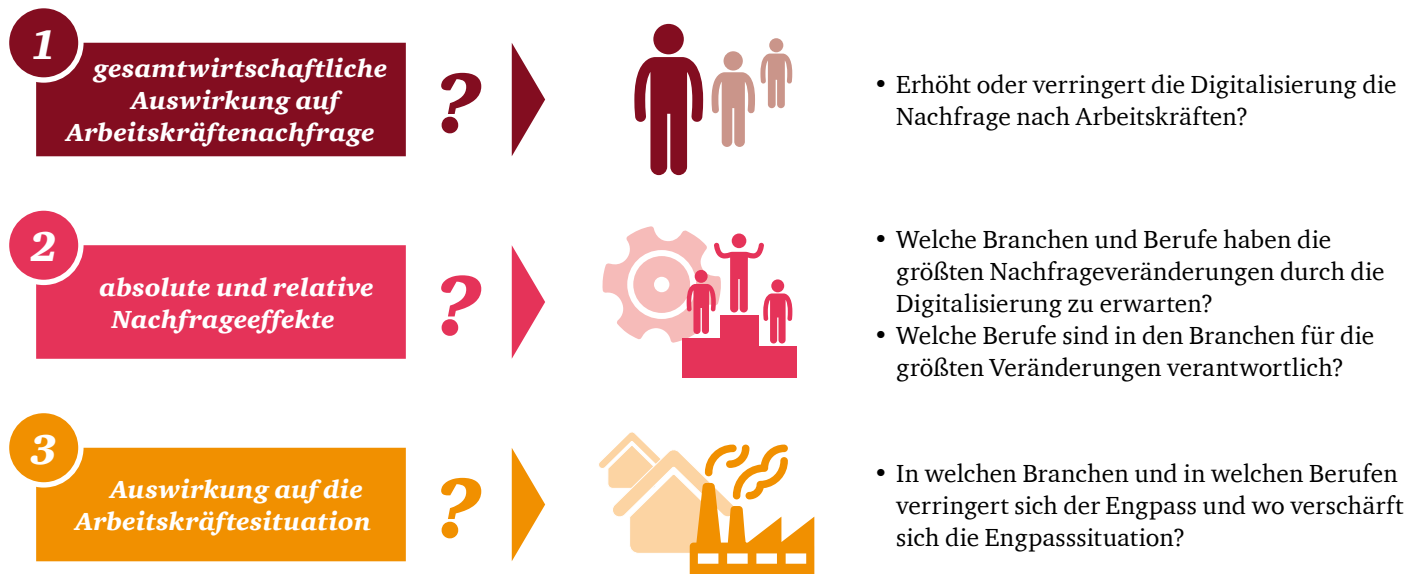 1
gesamtwirtschaftliche
Auswirkung auf
Arbeitskräftenachfrage
?
• Erhöht oder verringert die Digitalisierung die
Nachfrage nach Arbeitskräften?
2
absolute und relative
Nachfrageeffekte
?
• Welche Branchen und Berufe haben die
größten Nachfrageveränderungen durch die
Digitalisierung zu erwarten?
• Welche Berufe sind in den Branchen für die
größten Veränderungen verantwortlich?
3
Auswirkung auf die
Arbeitskräftesituation
?
• In welchen Branchen und in welchen Berufen
verringert sich der Engpass und wo verschärft
sich die Engpasssituation?